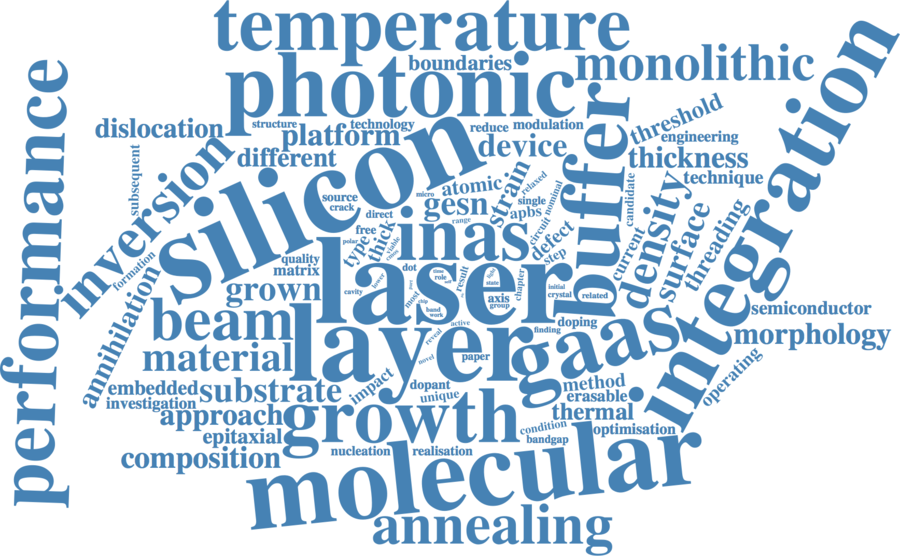 temperature
photonic
boundaries
monolithic
performance
dislocation
structure
technology
platform
different
reduce
modulation
device
threshold
engineering
thickness
technique
integration
subsequent
inversion
silicon
source
crack
direct
micro
atomic
gesn
range
strain
relaxed
single
apbs
nominal
circuit
defect
step
buffer
candidate
density
current
surface
threading
formation
quality
matrix
free
type
thick
polar
viable
inas
grown
laser
dot
cavity
lower
most
time
role
result
state
axis
group
chapter
initial
crystal
related
annihilation
beam
layer
chip
band
work
active
reveal
novel
paper
finding
doping
gaas
semiconductor
morphology
operating
material
embedded
substrate
investigation
approach
epitaxial
composition
impact
dopant
unique
method
erasable
thermal
optimisation
growth
condition
bandgap
nucleation
realisation
molecular
annealing